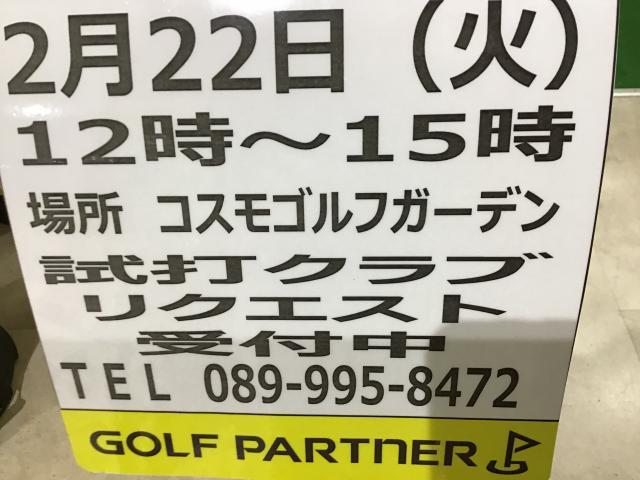 2月22日（火）
12時～15時
場所　コスモゴルフガーデン
試打クラブ
リクエスト
受付中
TEL 089-995-8472
GOLF PARTNER